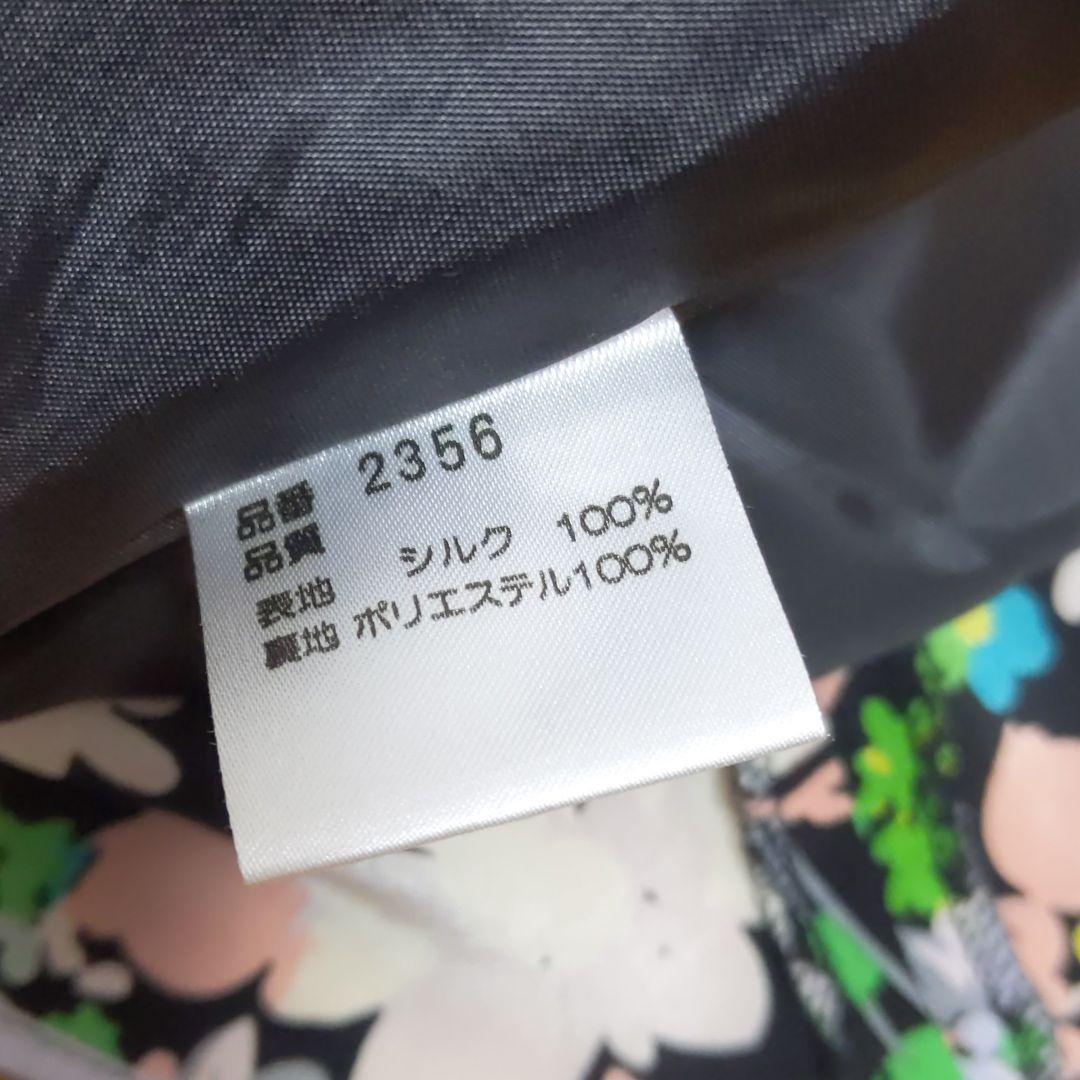 品番 2356
品質
表地 シルク 100%
裏地 ポリエステル100%